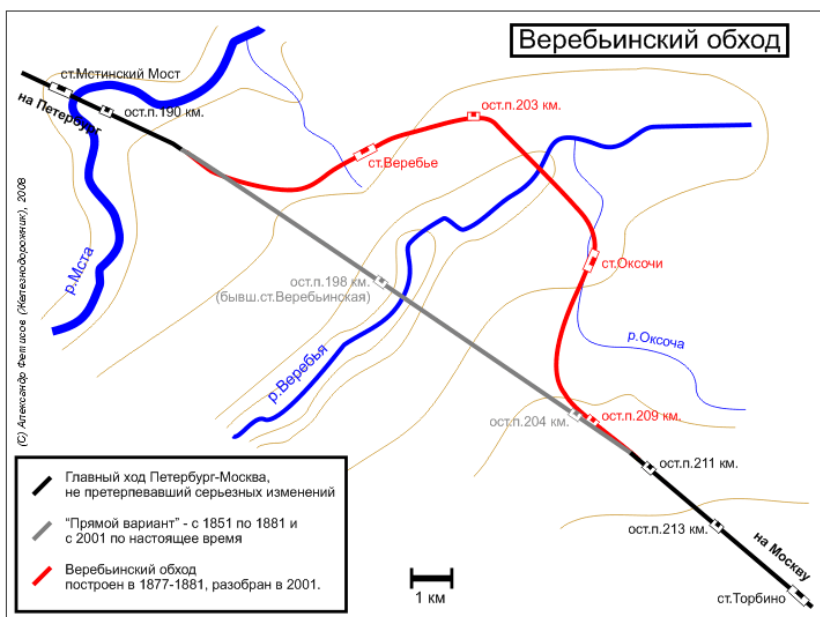 Веребьинский обход
ст.Мстинский Мост
на Петербург
ост.п.190 км.
ост.п.203 км.
ст.Веребье
р.Мста
ост.п.198 км.
(бывш.ст.Веребьинская)
ст.Оксочи
р.Оксоча
р.Веребья
ост.п.204 км.
ост.п.209 км.
ост.п.211 км.
ост.п.213 км.
на Москву
ст.Торбино
(С) Александр Фетисов (Железнодорожник), 2008
Главный ход Петербург-Москва,
не претерпевавший серьезных изменений
"Прямой вариант" - с 1851 по 1881 и
с 2001 по настоящее время
Веребьинский обход
построен в 1877-1881, разобран в 2001.
1 км